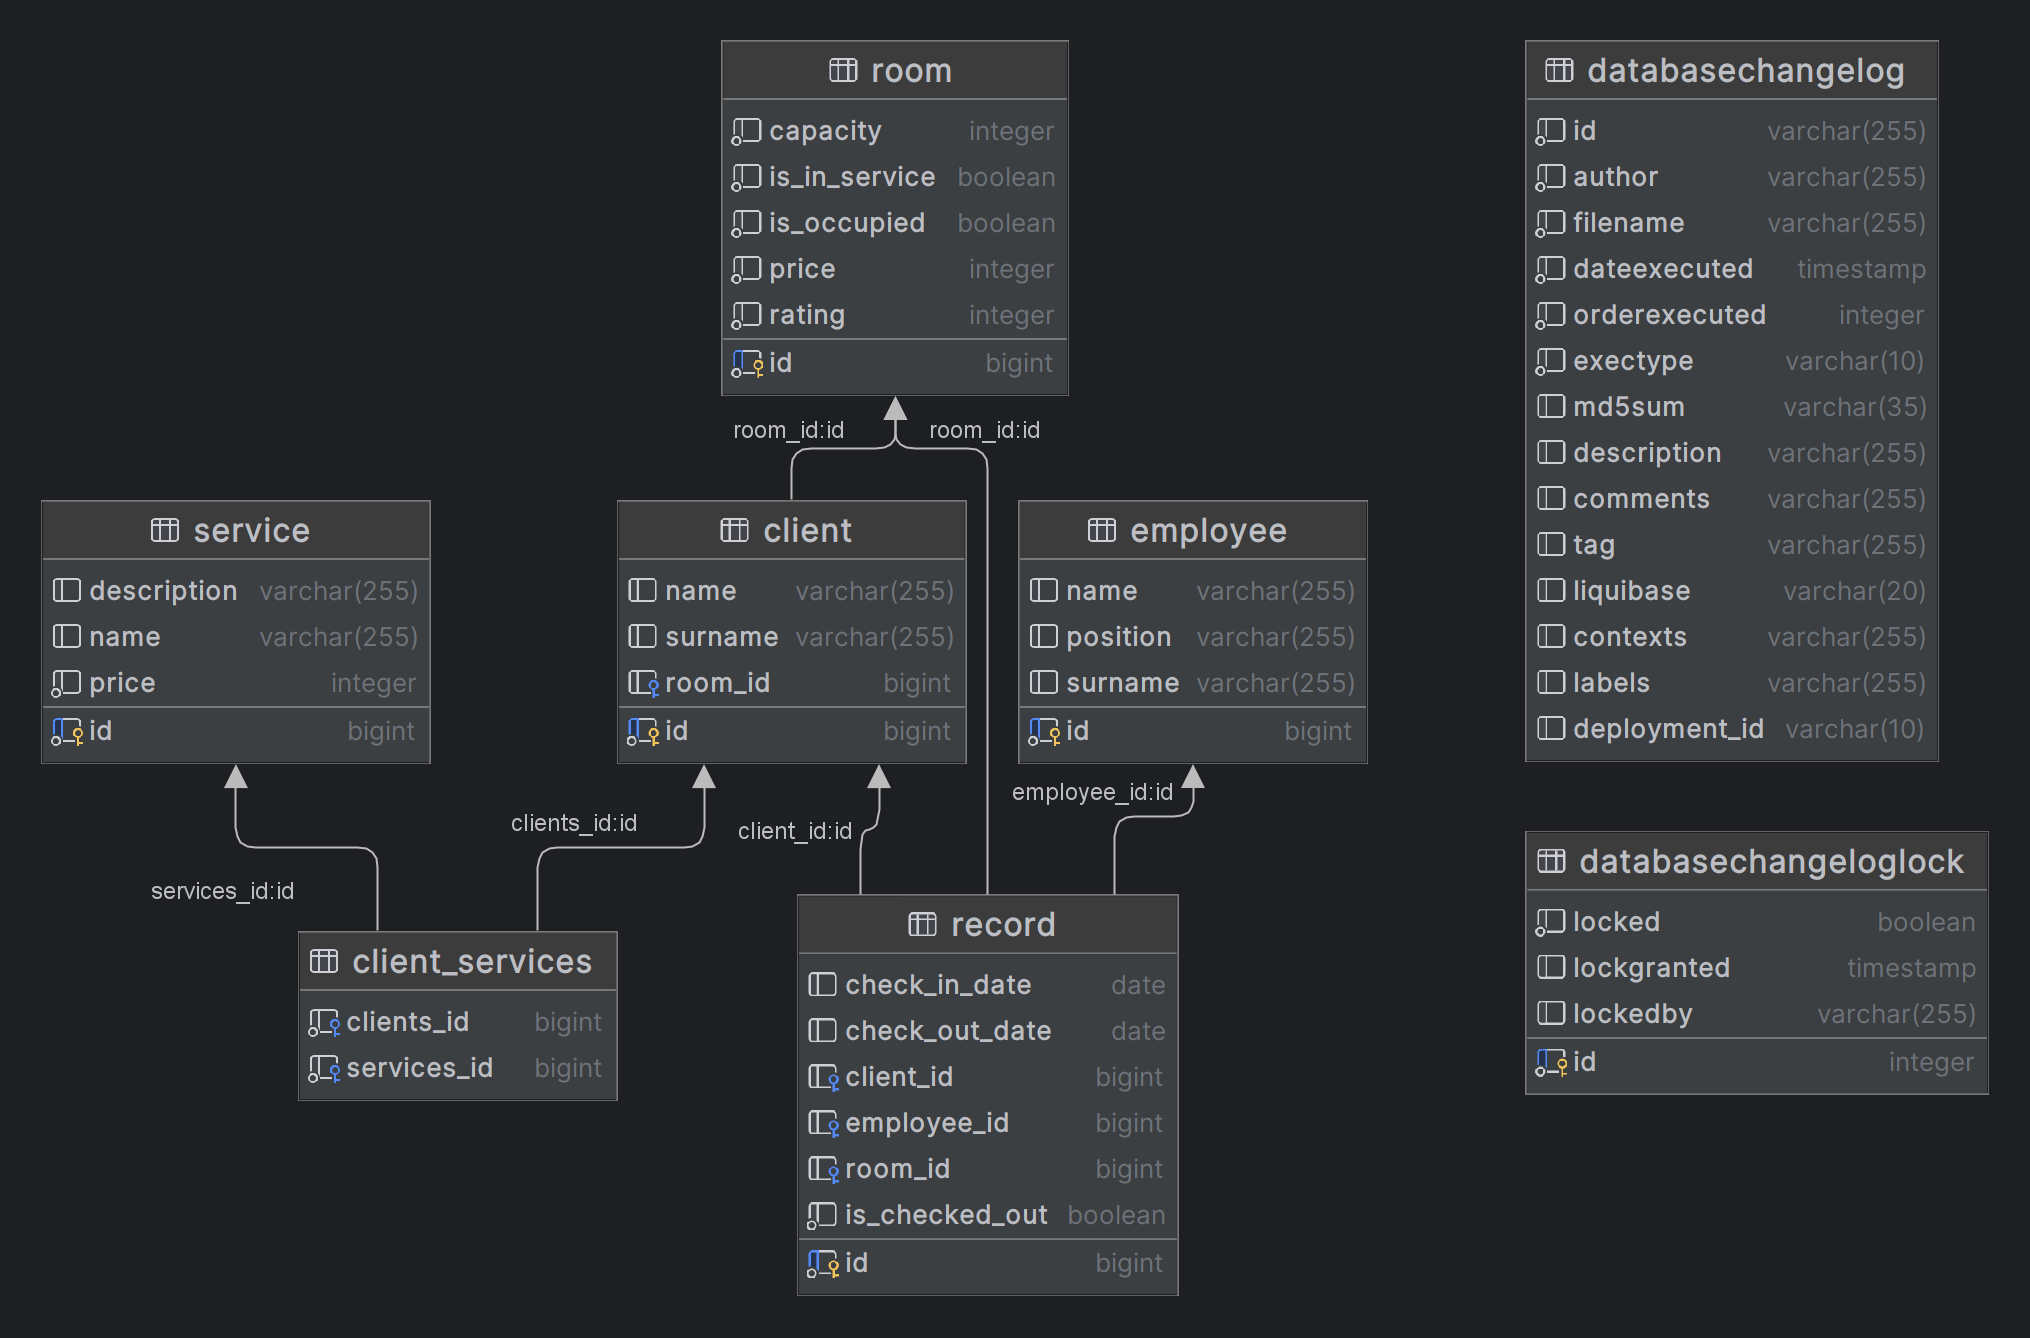 room
capacity integer
is_in_service boolean
is_occupied boolean
price integer
rating integer
id bigint
room_id:id
room_id:id
service
description varchar(255)
name varchar(255)
price integer
id bigint
client
name varchar(255)
surname varchar(255)
room_id bigint
id bigint
employee
name varchar(255)
position varchar(255)
surname varchar(255)
id bigint
services_id:id
clients_id:id
client_id:id
employee_id:id
client_services
clients_id bigint
services_id bigint
record
check_in_date date
check_out_date date
client_id bigint
employee_id bigint
room_id bigint
is_checked_out boolean
id bigint
databasechangelog
id varchar(255)
author varchar(255)
filename varchar(255)
dateexecuted timestamp
orderexecuted integer
exectype varchar(10)
md5sum varchar(35)
description varchar(255)
comments varchar(255)
tag varchar(255)
liquibase varchar(20)
contexts varchar(255)
labels varchar(255)
deployment_id varchar(10)
databasechangeloglock
locked boolean
lockgranted timestamp
lockedby varchar(255)
id integer